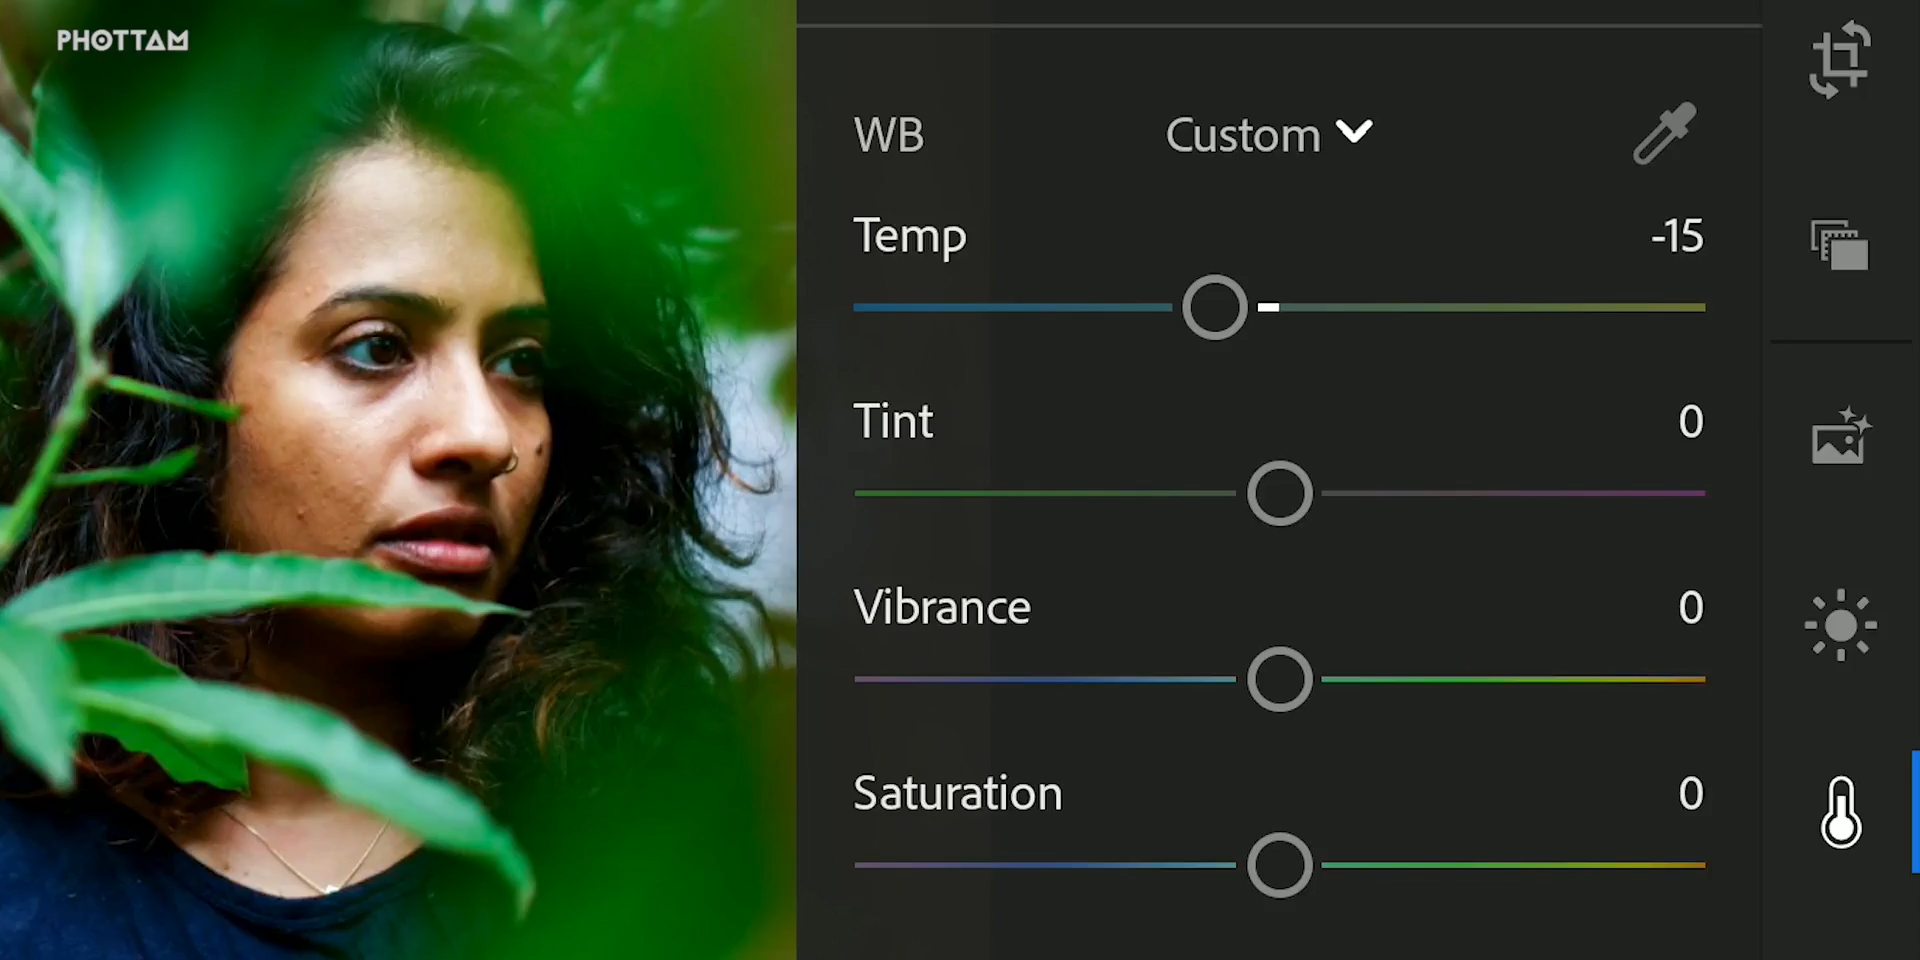 PHOTTAM
WB Custom
Temp -15
Tint 0
Vibrance 0
Saturation 0